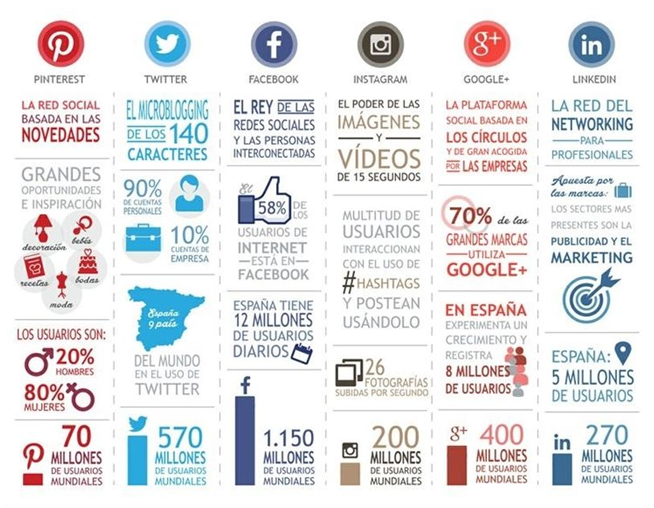 PINTEREST
LA RED SOCIAL
BASADA EN LAS
NOVEDADES
GRANDES
OPORTUNIDADES
E INSPIRACIÓN
decoración
bebés
recetas
moda
bodas
LOS USUARIOS SON:
20%
HOMBRES
80%
MUJERES
70
MILLONES
DE USUARIOS
MUNDIALES
TWITTER
EL MICROBLOGGING
DE LOS 140
CARACTERES
90%
DE CUENTAS
PERSONALES
10%
CUENTAS DE
EMPRESA
España
9 país
DEL MUNDO
EN EL USO DE
TWITTER
570
MILLONES
DE USUARIOS
MUNDIALES
FACEBOOK
EL REY DE LAS
REDES SOCIALES
Y LAS PERSONAS
INTERCONECTADAS
58% DE
LOS
USUARIOS DE
INTERNET
ESTÁ EN
FACEBOOK
ESPAÑA TIENE
12 MILLONES
DE USUARIOS
DIARIOS
1.150
MILLONES
DE USUARIOS
MUNDIALES
INSTAGRAM
EL PODER DE LAS
IMÁGENES
Y
VÍDEOS
DE 15 SEGUNDOS
MULTITUD DE
USUARIOS
INTERACCIONAN
CON EL USO DE
#HASHTAGS
Y POSTEAN
USÁNDOLO
26
FOTOGRAFÍAS
SUBIDAS POR SEGUNDO
200
MILLONES
DE USUARIOS
MUNDIALES
GOOGLE+
LA PLATAFORMA
SOCIAL BASADA EN
LOS CÍRCULOS
Y DE GRAN ACOGIDA
POR LAS EMPRESAS
70% de las
GRANDES MARCAS
UTILIZA
GOOGLE+
EN ESPAÑA
EXPERIMENTA UN
CRECIMIENTO Y
REGISTRA
8 MILLONES
DE USUARIOS
400
MILLONES
DE USUARIOS
MUNDIALES
LINKEDIN
LA RED DEL
NETWORKING
PARA
PROFESIONALES
Apuesta por
las marcas:
LOS SECTORES MAS
PRESENTES SON LA
PUBLICIDAD Y EL
MARKETING
ESPAÑA:
5 MILLONES
DE USUARIOS
270
MILLONES
DE USUARIOS
MUNDIALES